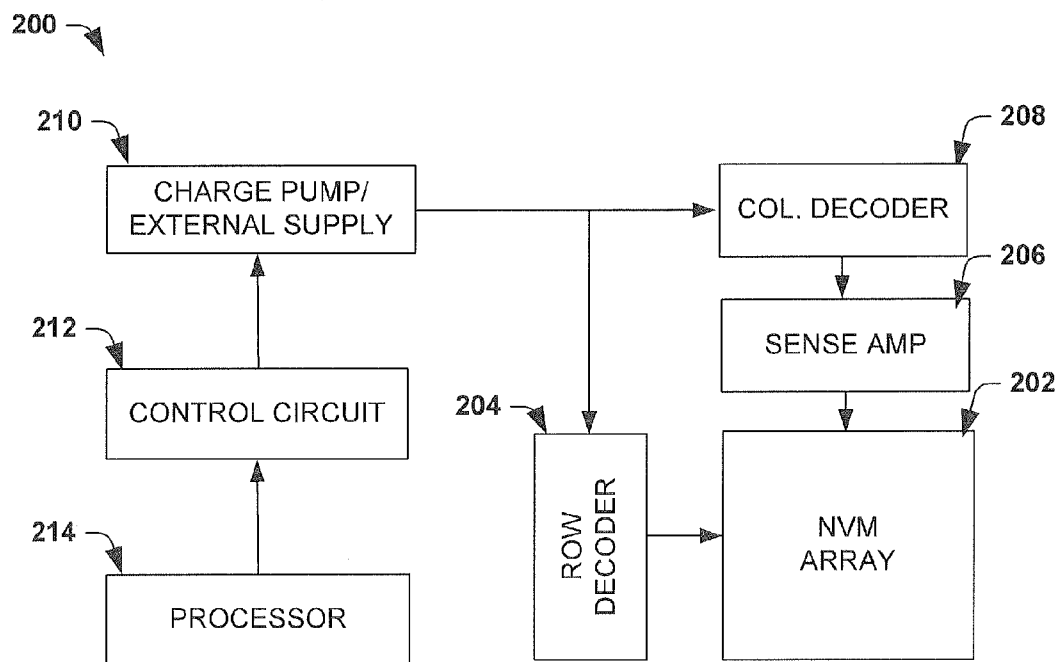 200
210
208
CHARGE PUMP/
EXTERNAL SUPPLY
COL. DECODER
206
212
SENSE AMP
202
CONTROL CIRCUIT
204
214
ROW
DECODER
NVM
ARRAY
PROCESSOR